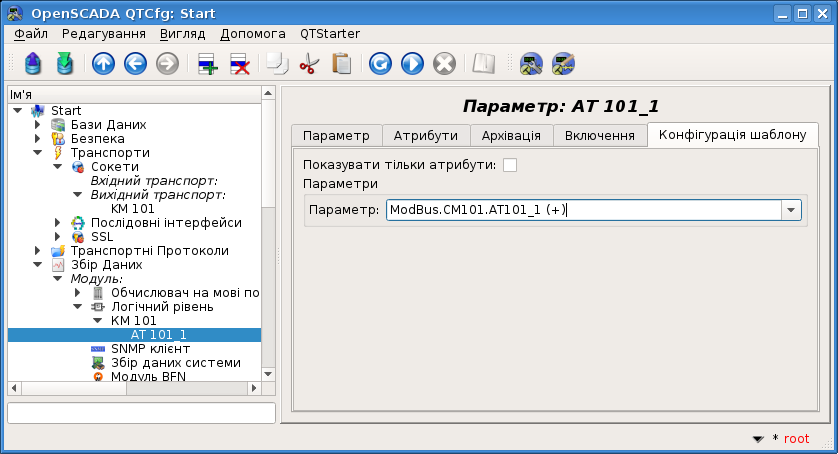 OpenSCADA QTCfg: Start
Файл Редагування Вигляд Допомога QTStarter
Ім'я
Start
Бази Даних
Безпека
Транспорти
Сокети
Вхідний транспорт:
Вихідний транспорт:
КМ 101
Послідовні інтерфейси
SSL
Транспортні Протоколи
Збір Даних
Модуль:
Обчислювач на мові по
Логічний рівень
КМ 101
AT 101_1
SNMP клієнт
Збір даних системи
Модуль BFN
Параметр: AT 101_1
Параметр Атрибути Архівація Включення Конфігурація шаблону
Показувати тільки атрибути:
Параметри
Параметр: ModBus.CM101.AT101_1 (+)
* root